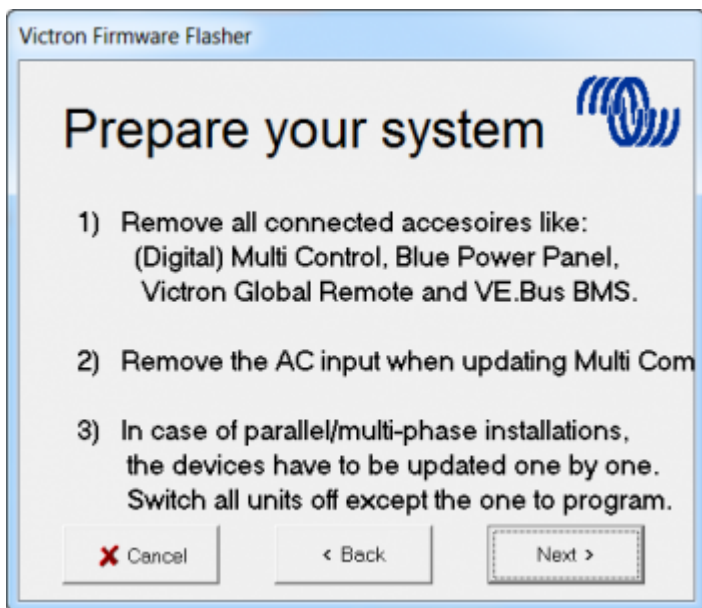 Victron Firmware Flasher
Prepare your system
1) Remove all connected accesoires like:
(Digital) Multi Control, Blue Power Panel,
Victron Global Remote and VE.Bus BMS.
2) Remove the AC input when updating Multi Com
3) In case of parallel/multi-phase installations,
the devices have to be updated one by one.
Switch all units off except the one to program.
Cancel
< Back
Next >